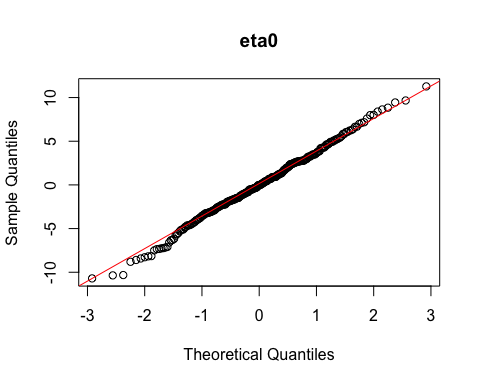 eta0
Sample Quantiles
10
5
0
-5
-10
-3 -2 -1 0 1 2 3
Theoretical Quantiles